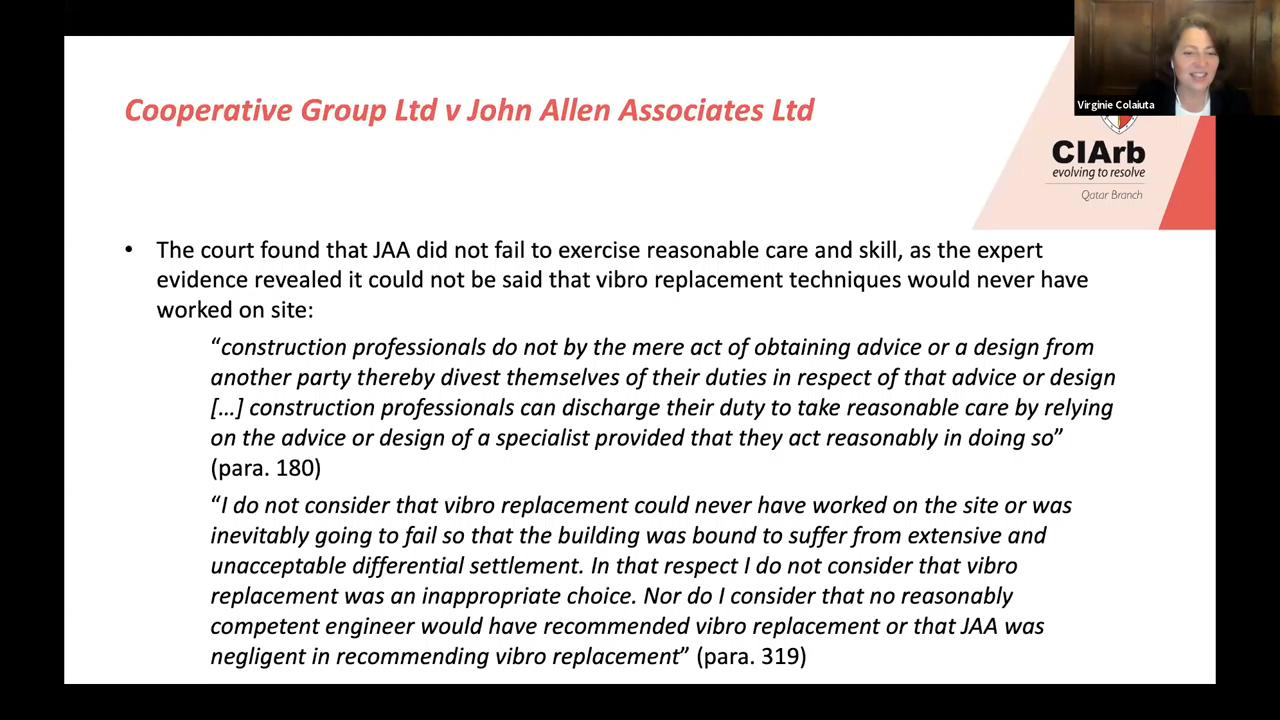 Virginie Colaiuta
Cooperative Group Ltd v John Allen Associates Ltd
CIArb
evolving to resolve
Qatar Branch
• The court found that JAA did not fail to exercise reasonable care and skill, as the expert
evidence revealed it could not be said that vibro replacement techniques would never have
worked on site:
“construction professionals do not by the mere act of obtaining advice or a design from
another party thereby divest themselves of their duties in respect of that advice or design
[…] construction professionals can discharge their duty to take reasonable care by relying
on the advice or design of a specialist provided that they act reasonably in doing so”
(para. 180)
“I do not consider that vibro replacement could never have worked on the site or was
inevitably going to fail so that the building was bound to suffer from extensive and
unacceptable differential settlement. In that respect I do not consider that vibro
replacement was an inappropriate choice. Nor do I consider that no reasonably
competent engineer would have recommended vibro replacement or that JAA was
negligent in recommending vibro replacement” (para. 319)